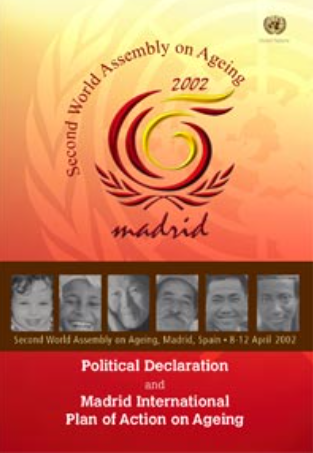 United Nations
Second World Assembly on Ageing
2002
madrid
Second World Assembly on Ageing, Madrid, Spain • 8-12 April 2002
Political Declaration
and
Madrid International
Plan of Action on Ageing